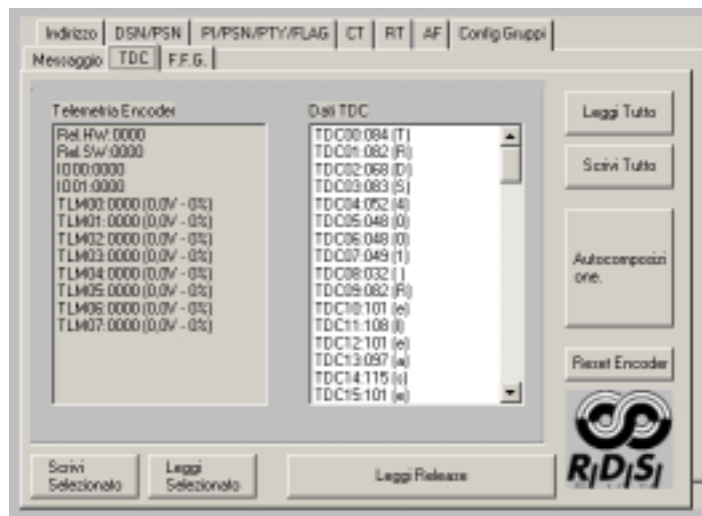 Indirizzo DSN/PSN PI/PSN/PTY/FLAG CT RT AF Config Gruppi
Messaggio TDC F.F.G.
Telemetria Encoder
Rel.HW:0000
Rel.SW:0000
IO00:0000
IO01:0000
TLM00:0000 (0,0V - 0%)
TLM01:0000 (0,0V - 0%)
TLM02:0000 (0,0V - 0%)
TLM03:0000 (0,0V - 0%)
TLM04:0000 (0,0V - 0%)
TLM05:0000 (0,0V - 0%)
TLM06:0000 (0,0V - 0%)
TLM07:0000 (0,0V - 0%)
Dati TDC
TDC00:084 (T)
TDC01:082 (R)
TDC02:068 (D)
TDC03:083 (S)
TDC04:052 (4)
TDC05:048 (0)
TDC06:048 (0)
TDC07:049 (1)
TDC08:032 ( )
TDC09:082 (R)
TDC10:101 (e)
TDC11:108 (l)
TDC12:101 (e)
TDC13:097 (a)
TDC14:115 (s)
TDC15:101 (e)
Leggi Tutto
Scrivi Tutto
Autocomposizi
one.
Reset Encoder
R|D|S|
Scrivi
Selezionato
Leggi
Selezionato
Leggi Release